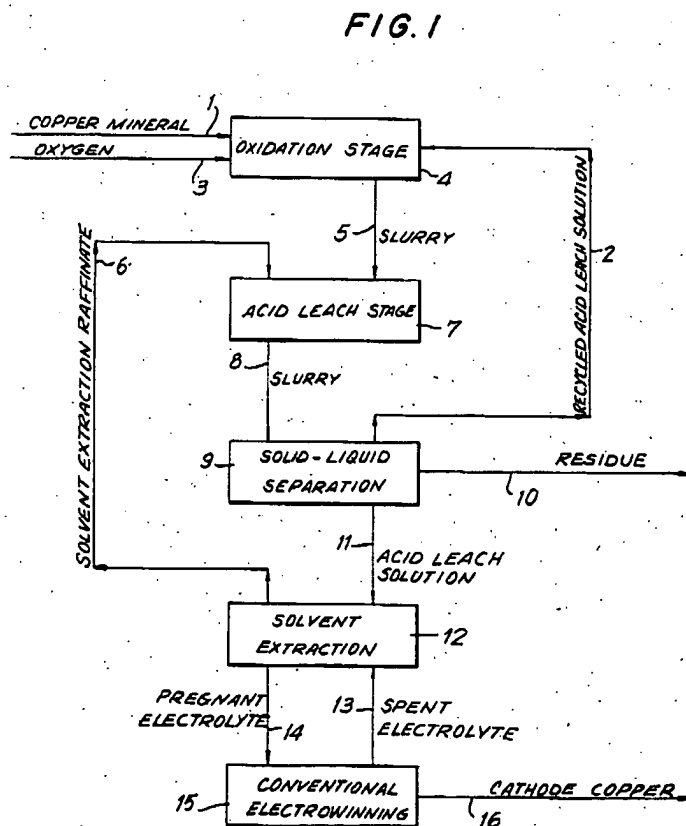 FIG. 1
COPPER MINERAL
1
OXYGEN
3
OXIDATION STAGE
4
5
SLURRY
2
RECYCLED ACID LEACH SOLUTION
6
SOLVENT EXTRACTION RAFFINATE
ACID LEACH STAGE
7
8
SLURRY
9
SOLID-LIQUID
SEPARATION
RESIDUE
10
11
ACID LEACH
SOLUTION
SOLVENT
EXTRACTION
12
PREGNANT
ELECTROLYTE
14
13
SPENT
ELECTROLYTE
15
CONVENTIONAL
ELECTROWINNING
CATHODE COPPER
16